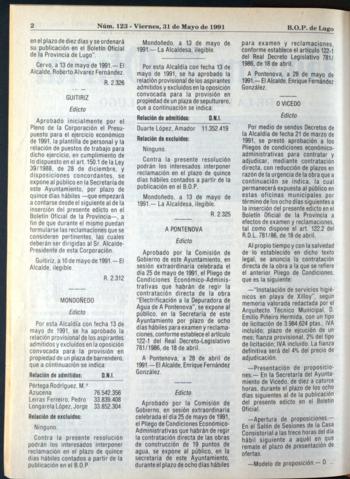 2
Núm. 123 - Viernes, 31 de Mayo de 1991
B.O.P. de Lugo
en el plazo de diez días y se ordenará
su publicación en el Boletín Oficial
de la Provincia de Lugo".
Cervo, a 13 de mayo de 1991.— El
Alcalde, Roberto Alvarez Fernández.
R. 2.326
GUITIRIZ
Edicto
Aprobado inicialmente por el
Pleno de la Corporación el Presu-
puesto para el ejercicio económico
de 1991, la plantilla de personal y la
relación de puestos de trabajo para
dicho ejercicio, en cumplimiento de
lo dispuesto en el art. 150.1 de la Ley
39/1988, de 28 de diciembre, y
disposiciones concordantes, se
expone al público en la Secretaría de
este Ayuntamiento, por plazo de
quince días hábiles —que empezará
a contarse desde el siguiente al de la
inserción del presente edicto en el
Boletín Oficial de la Provincia—, a
fin de que durante el mismo puedan
formularse las reclamaciones que se
consideren pertinentes, las cuales
deberán ser dirigidas al Sr. Alcalde-
Presidente de esta Corporación.
Guitiriz, a 10 de mayo de 1991.— El
Alcalde, ilegible
R. 2.312
MONDOÑEDO
Edicto
Por esta Alcaldía con fecha 13 de
mayo de 1991, se ha aprobado la
relación provisional de los aspirantes
admitidos y excluidos en la oposición
convocada para la provisión en
propiedad de un plaza de barrendero,
que a continuación se indica:
Relación de admitidos: D.N.I.
Pórtega Rodríguez, M.ª
Azucena 76.542.356
Leiras Ferreiro, Pedro 33.839.408
Longarela López, Jorge 33.852.304
Relación de excluidos:
Ninguno.
Contra la presente resolución
podrán los interesados interponer
reclamación en el plazo de quince
días hábiles contados a partir de la
publicación en el B.O.P.
Mondoñedo, a 13 de mayo de
1991.— La Alcaldesa, ilegible.
Por esta Alcaldía con fecha 13 de
mayo de 1991, se ha aprobado la
relación provisional de los aspirantes
admitidos y excluidos en la oposición
convocada para la provisión en
propiedad de un plaza de sepulturero,
que a continuación se indica:
Relación de admitidos: D.N.I.
Duarte López, Amador 11.352.419
Relación de excluidos:
Ninguno.
Contra la presente resolución
podrán los interesados interponer
reclamación en el plazo de quince
días hábiles contados a partir de la
publicación en el B.O.P.
Mondoñedo, a 13 de mayo de
1991.— La Alcaldesa, ilegible.
R. 2.325
A PONTENOVA
Edicto
Aprobado por la Comisión de
Gobierno de este Ayuntamiento, en
sesión extraordinaria celebrada el
día 25 de mayo de 1991, el Pliego de
Condiciones Económico-Adminis-
trativas que habrán de regir la
contratación directa de la obra
"Electrificación a la Depuradora de
Agua de A Pontenova", se expone al
público, en la Secretaría de este
Ayuntamiento por plazo de ocho
días hábiles para examen y reclama-
ciones, conforme establece el artículo
122-1 del Real Decreto-Legislativo
781/1986, de 18 de abril.
A Pontenova, a 28 de abril de
1991.— El Alcalde, Enrique Fernández
González.
Edicto
Aprobado por la Comisión de
Gobierno, en sesión extraordinaria
celebrada el día 25 de mayo de 1991,
el Pliego de Condiciones Económico-
Administrativas que habrán de regir
la contratación directa de las obras
de construcción de 19 puntos de
agua, se expone al público, en la
secretaría de este Ayuntamiento,
durante el plazo de ocho días hábiles
para examen y reclamaciones,
conforme establece el artículo 122-1
del Real Decreto Legislativo 781/
1986, de 18 de abril.
A Pontenova, a 28 de mayo de
1991.— El Alcalde, Enrique Fernández
González.
O VICEDO
Edicto
Por medio de sendos Decretos de
la Alcaldía de fecha 21 de marzo de
1991, se prestó aprobación a los
Pliegos de condiciones económico-
administrativas para contratar y
adjudicar, mediante contratación
directa, con reducción de plazos en
razón de la urgencia de la obra que a
continuación se indica, la cual
permanecerá expuesta al público en
estas oficinas municipales por
término de los ocho días siguientes a
la inserción del presente edicto en el
Boletín Oficial de la Provincia a
efectos de examen y reclamaciones,
tal como dispone el art. 122.2 del
R.D.L. 781/86, de 18 de abril.
Al propio tiempo y con la salvedad
de lo establecido en dicho texto
legal, se anuncia la contratación
directa de la obra a la que se refiere
el anterior Pliego de Condiciones,
que es la siguiente:
—"Instalación de servicios higié-
nicos en playa de Xilloy", según
memoria valorada redactada por el
Arquitecto Técnico Municipal, D.
Emilio Piñeiro Hermida, con un tipo
de licitación de 3.984.624 ptas., IVA
incluido; plazo de ejecución de un
mes; fianza provisional, 2% del tipo
de licitación, IVA incluido. La fianza
definitiva será del 4% del precio de
adjudicación.
—Presentación de proposicio-
nes.— En la Secretaría del Ayunta-
miento de Vicedo, de diez a catorce
horas, durante el plazo de los ocho
días siguientes al de la publicación
del presente edicto en el Boletín
Oficial.
—Apertura de proposiciones.—
En el Salón de Sesiones de la Casa
Consistorial a las trece horas del día
hábil siguiente a aquél en que
remate el plazo de presentación de
ofertas.
—Modelo de proposición.— D. ...